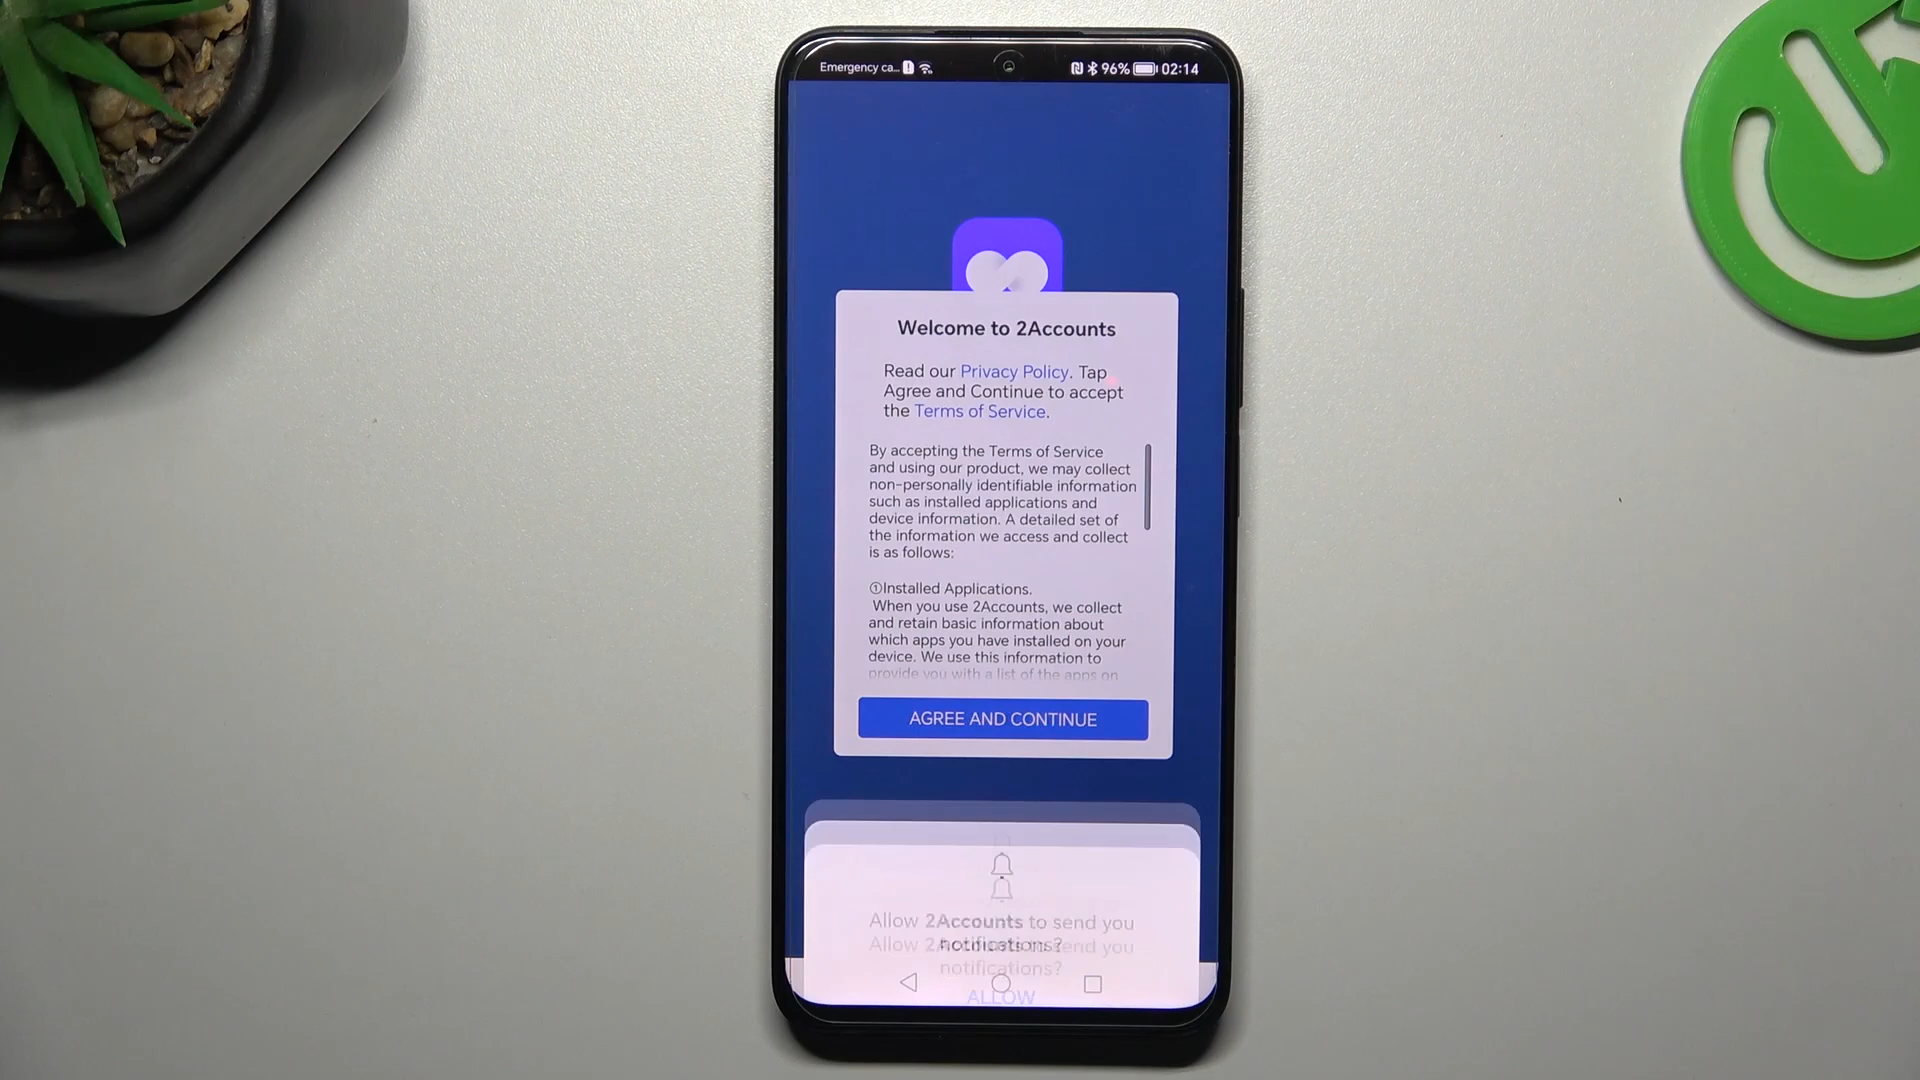 Emergency ca... 96% 02:14
Welcome to 2Accounts
Read our Privacy Policy. Tap
Agree and Continue to accept
the Terms of Service.
By accepting the Terms of Service
and using our product, we may collect
non-personally identifiable information
such as installed applications and
device information. A detailed set of
the information we access and collect
is as follows:
①Installed Applications.
When you use 2Accounts, we collect
and retain basic information about
which apps you have installed on your
device. We use this information to
provide you with a list of the apps on
AGREE AND CONTINUE
Allow 2Accounts to send you
notifications?
Allow 2Accounts to send you
notifications?
ALLOW